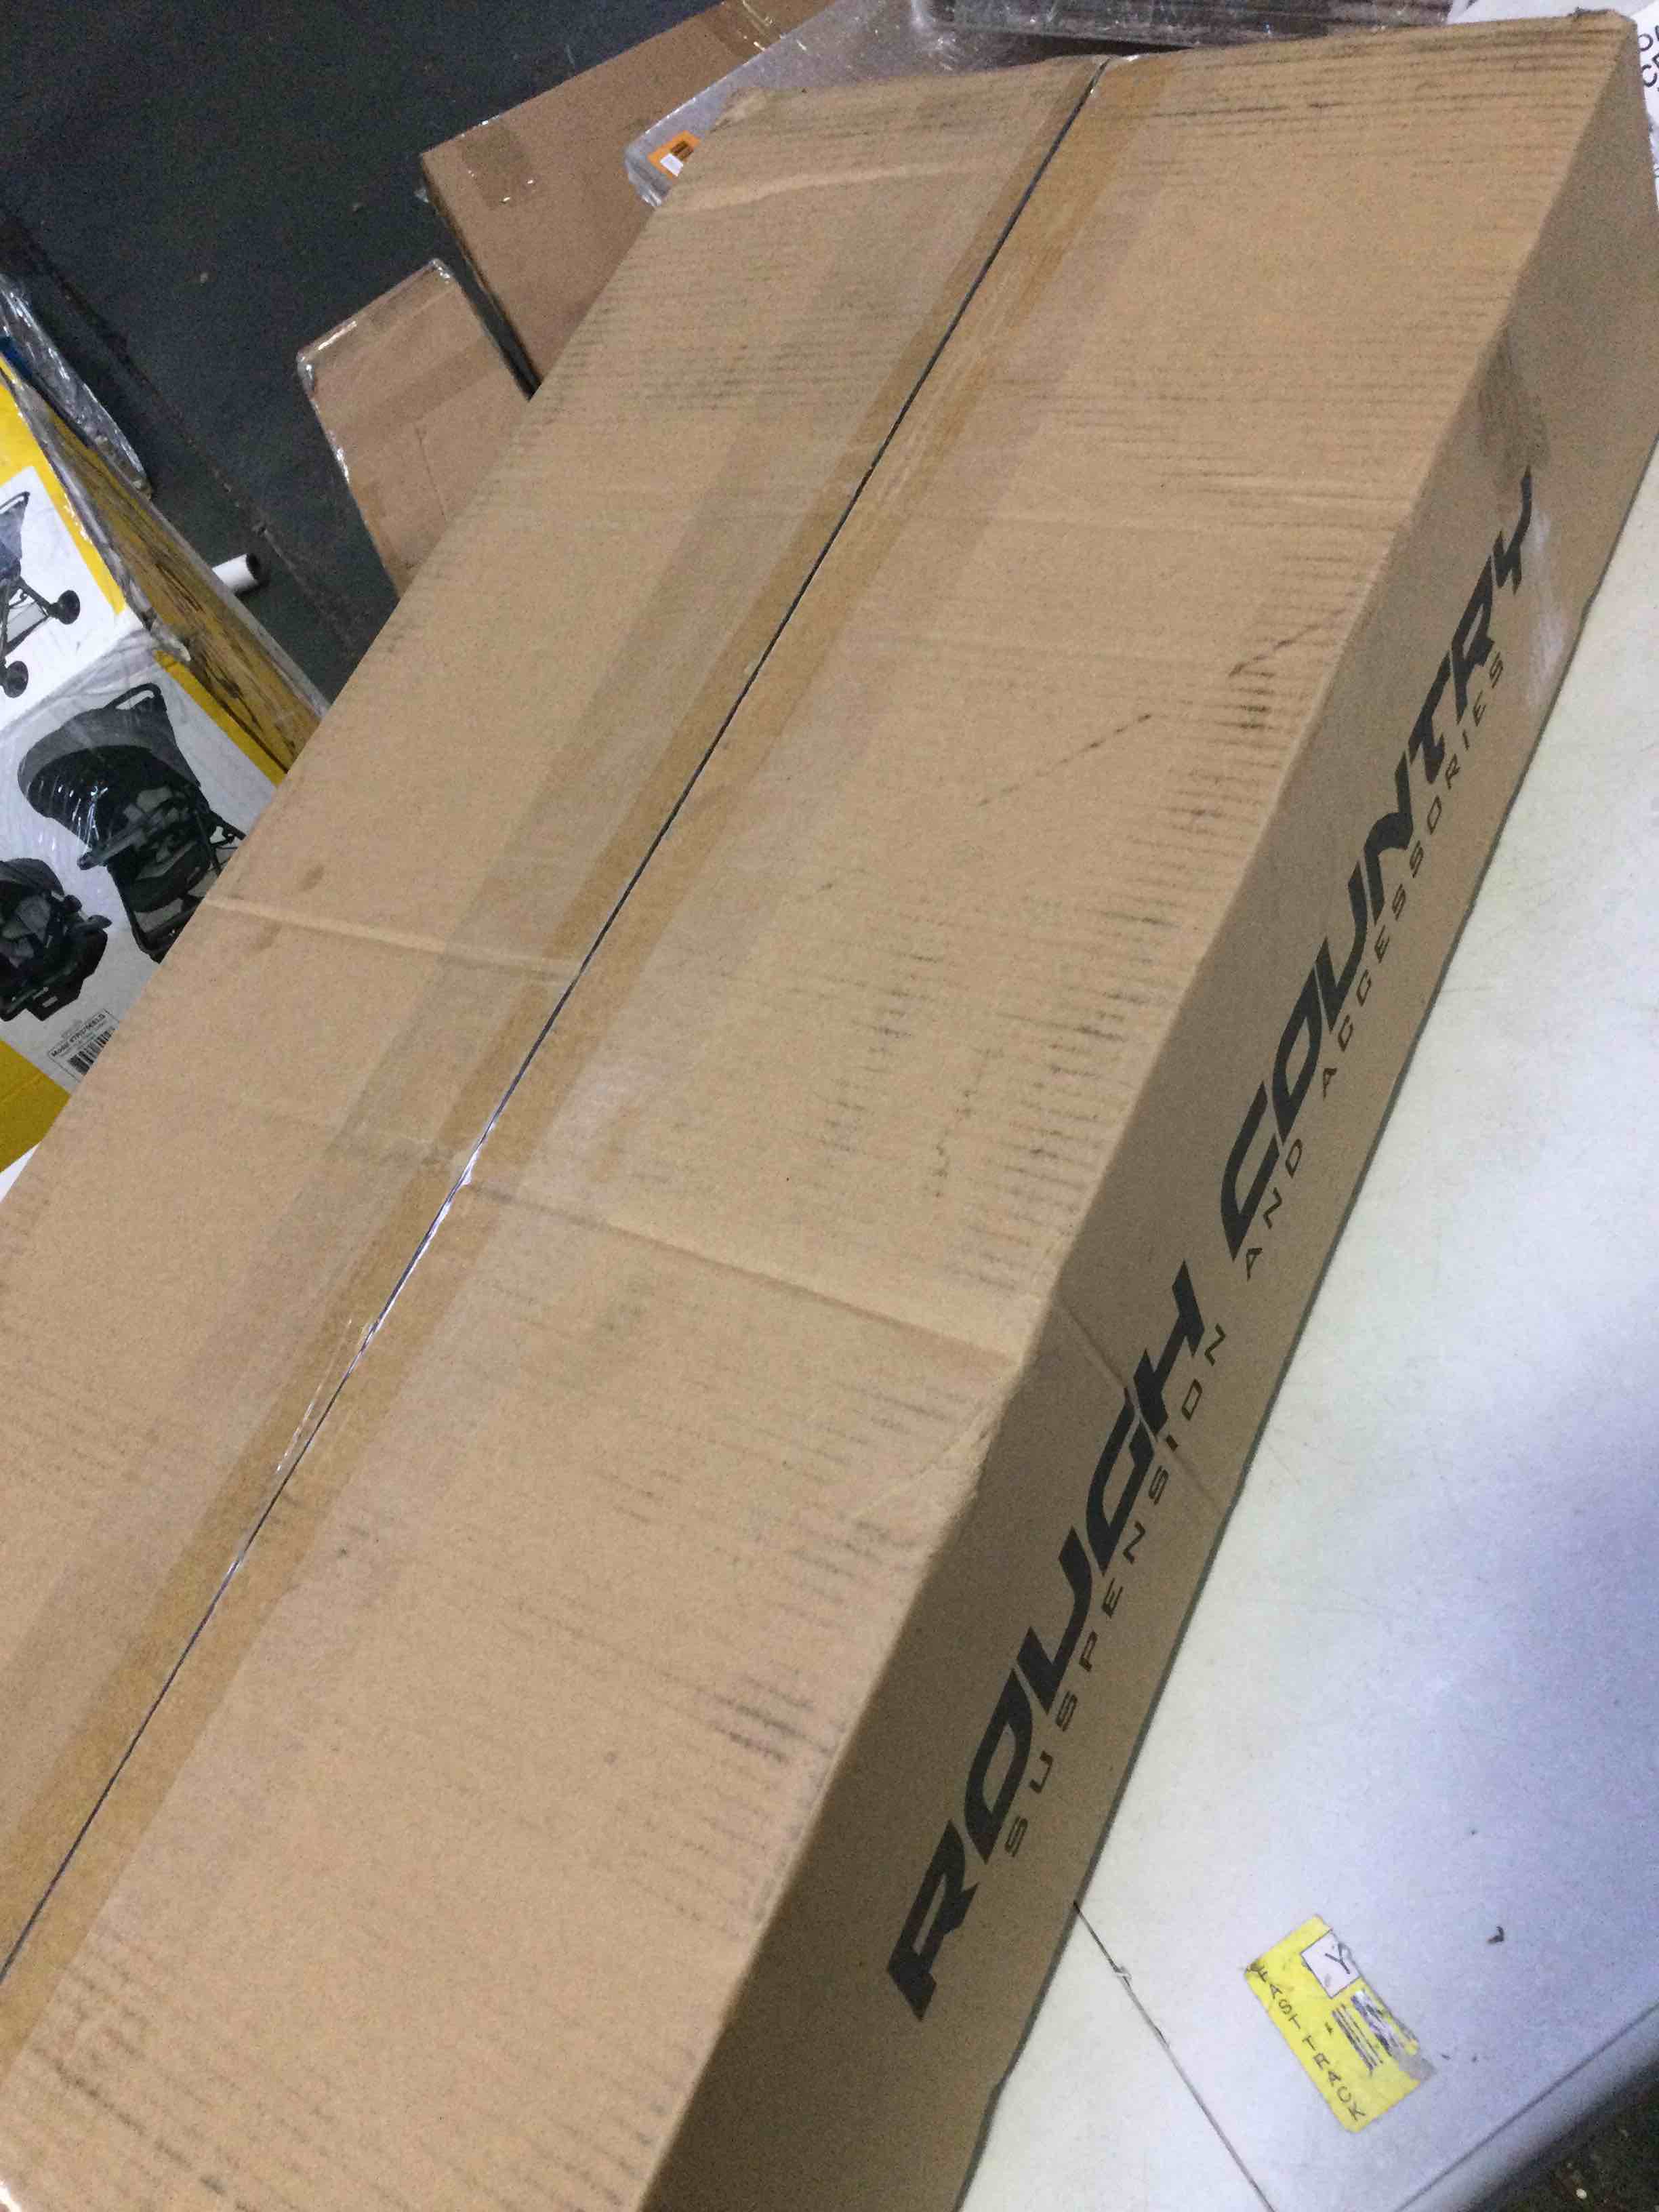 ROUGH COUNTRY
SUSPENSION AND ACCESSORIES
FAST TRACK